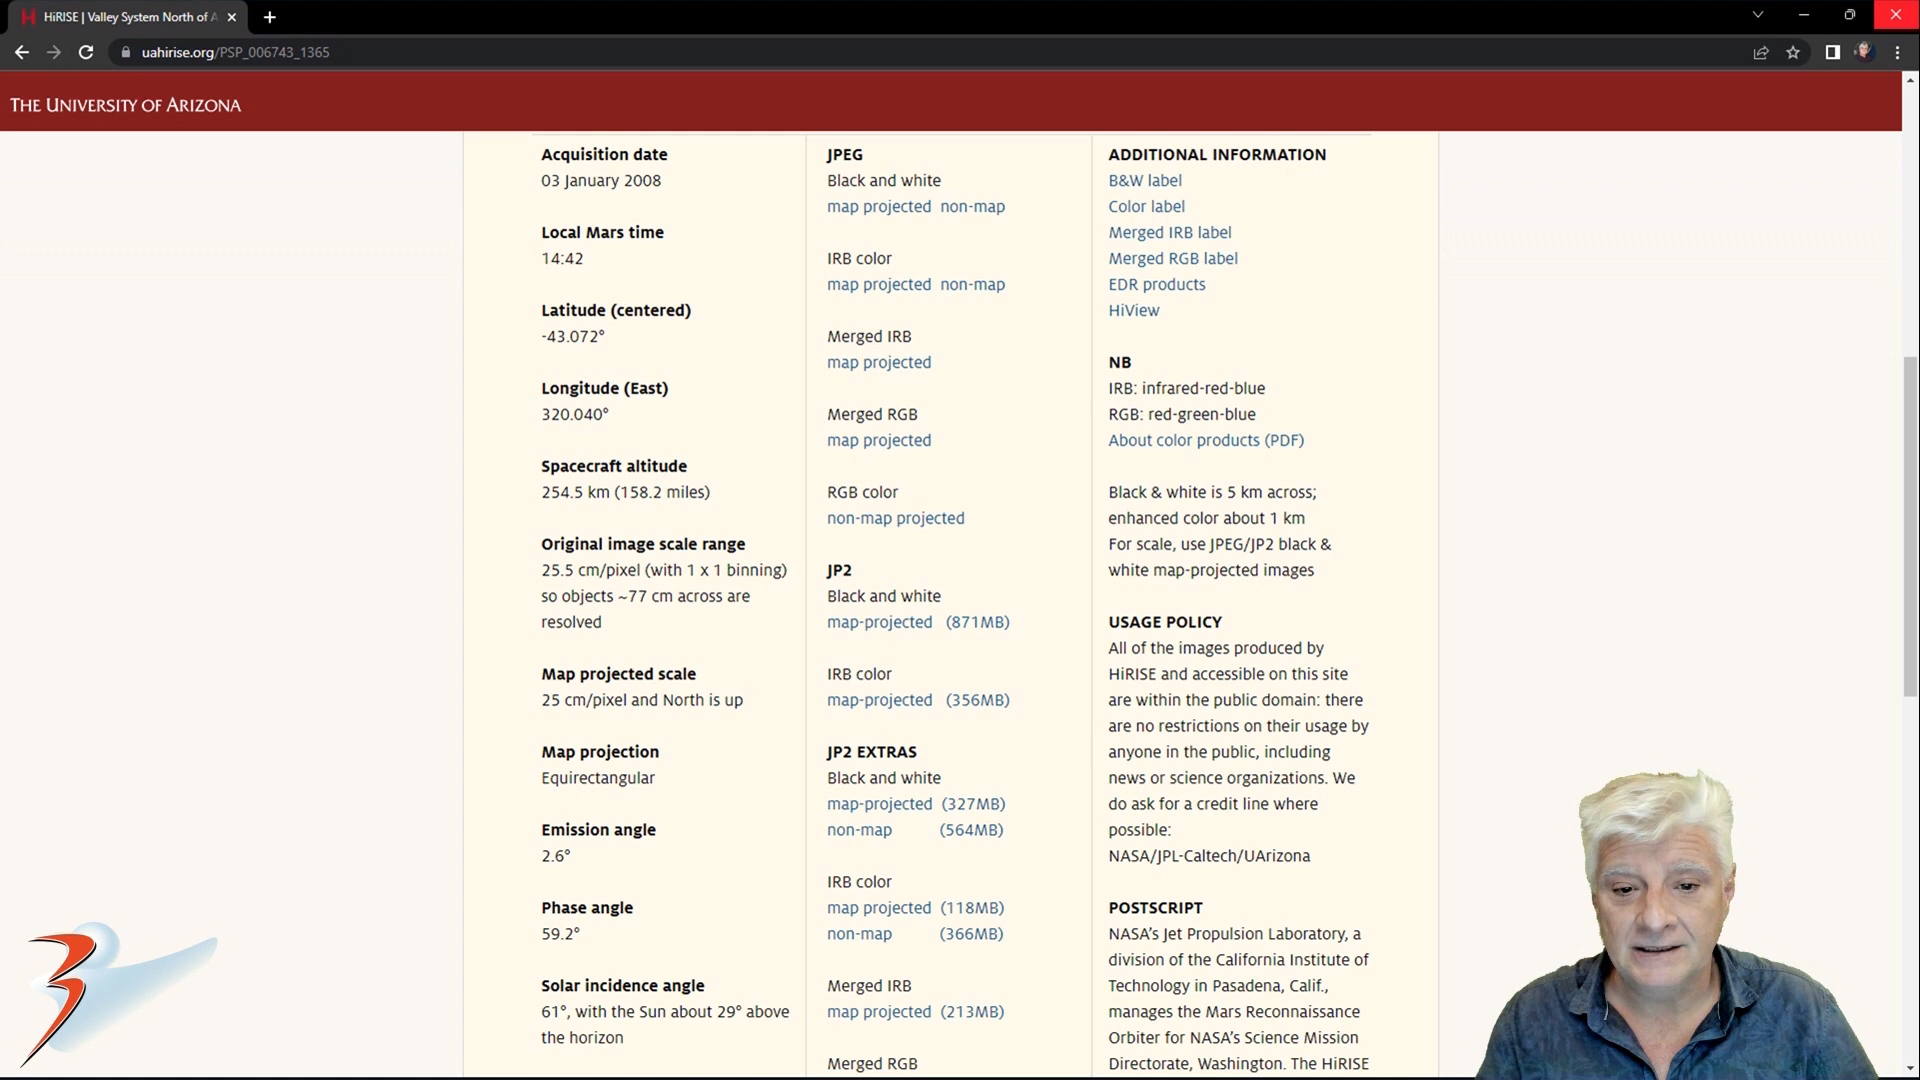 HiRISE | Valley System North of A
uahirise.org/PSP_006743_1365
THE UNIVERSITY OF ARIZONA
Acquisition date
03 January 2008
Local Mars time
14:42
Latitude (centered)
-43.072°
Longitude (East)
320.040°
Spacecraft altitude
254.5 km (158.2 miles)
Original image scale range
25.5 cm/pixel (with 1 x 1 binning)
so objects ~77 cm across are
resolved
Map projected scale
25 cm/pixel and North is up
Map projection
Equirectangular
Emission angle
2.6°
Phase angle
59.2°
Solar incidence angle
61°, with the Sun about 29° above
the horizon
JPEG
Black and white
map projected non-map
IRB color
map projected non-map
Merged IRB
map projected
Merged RGB
map projected
RGB color
non-map projected
JP2
Black and white
map-projected (871MB)
IRB color
map-projected (356MB)
JP2 EXTRAS
Black and white
map-projected (327MB)
non-map (564MB)
IRB color
map projected (118MB)
non-map (366MB)
Merged IRB
map projected (213MB)
Merged RGB
ADDITIONAL INFORMATION
B&W label
Color label
Merged IRB label
Merged RGB label
EDR products
HiView
NB
IRB: infrared-red-blue
RGB: red-green-blue
About color products (PDF)
Black & white is 5 km across;
enhanced color about 1 km
For scale, use JPEG/JP2 black &
white map-projected images
USAGE POLICY
All of the images produced by
HiRISE and accessible on this site
are within the public domain: there
are no restrictions on their usage by
anyone in the public, including
news or science organizations. We
do ask for a credit line where
possible:
NASA/JPL-Caltech/UArizona
POSTSCRIPT
NASA's Jet Propulsion Laboratory, a
division of the California Institute of
Technology in Pasadena, Calif.,
manages the Mars Reconnaissance
Orbiter for NASA's Science Mission
Directorate, Washington. The HiRISE